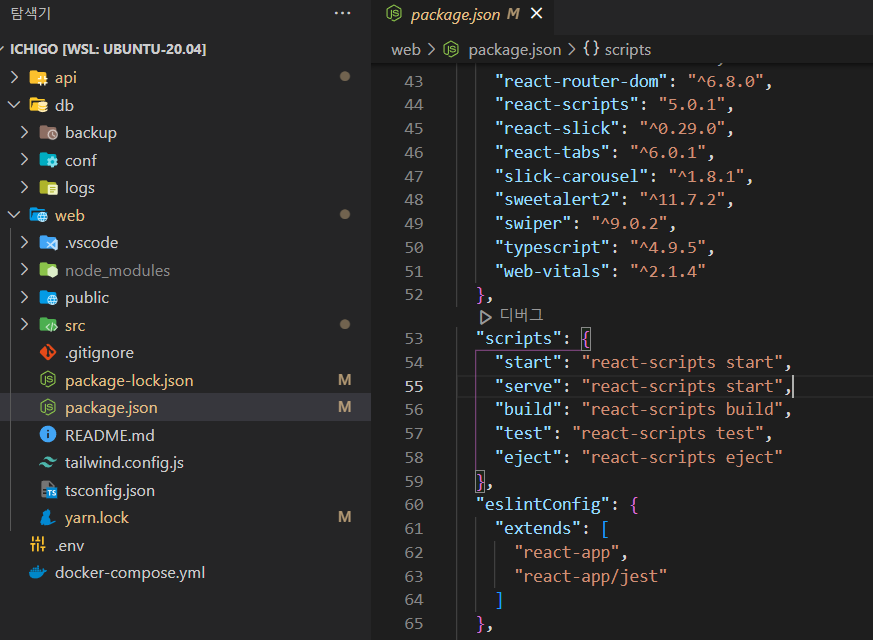 탐색기
ICHIGO [WSL: UBUNTU-20.04]
api
db
backup
conf
logs
web
.vscode
node_modules
public
src
.gitignore
package-lock.json M
package.json M
README.md
tailwind.config.js
tsconfig.json
yarn.lock M
.env
docker-compose.yml
package.json M
web > package.json > {} scripts
43 "react-router-dom": "^6.8.0",
44 "react-scripts": "5.0.1",
45 "react-slick": "^0.29.0",
46 "react-tabs": "^6.0.1",
47 "slick-carousel": "^1.8.1",
48 "sweetalert2": "^11.7.2",
49 "swiper": "^9.0.2",
50 "typescript": "^4.9.5",
51 "web-vitals": "^2.1.4"
52 },
디버그
53 "scripts": {
54 "start": "react-scripts start",
55 "serve": "react-scripts start",
56 "build": "react-scripts build",
57 "test": "react-scripts test",
58 "eject": "react-scripts eject"
59 },
60 "eslintConfig": {
61 "extends": [
62 "react-app",
63 "react-app/jest"
64 ]
65 },